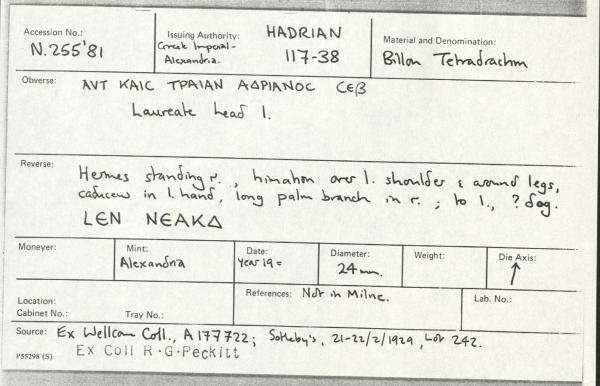 Accession No.: Issuing Authority: HADRIAN
N.255'81 Greek Imperial- 117-38 Material and Denomination:
Alexandria. Billon Tetradrachm
Obverse: ΑVΤ ΚΑΙC ΤΡΑΙΑΝ ΑΔΡΙΑΝΟC CЄβ
Laureate head l.
Reverse: Hermes standing r., himation over l. shoulder & around legs,
caduceus in l. hand, long palm branch in r. ; to l., ? dog.
LЄΝ ΝЄΑΚΔ
Moneyer: Mint: Date: Diameter: Weight: Die Axis:
Alexandria Year 19 = 24 mm. ↑
Location: References: Not in Milne. Lab. No.:
Cabinet No.: Tray No.:
Source: Ex Wellcome Coll., A 177722; Sotheby's, 21-22/2/1929, Lot 242.
P55298 (S) Ex Coll R·G·Peckitt